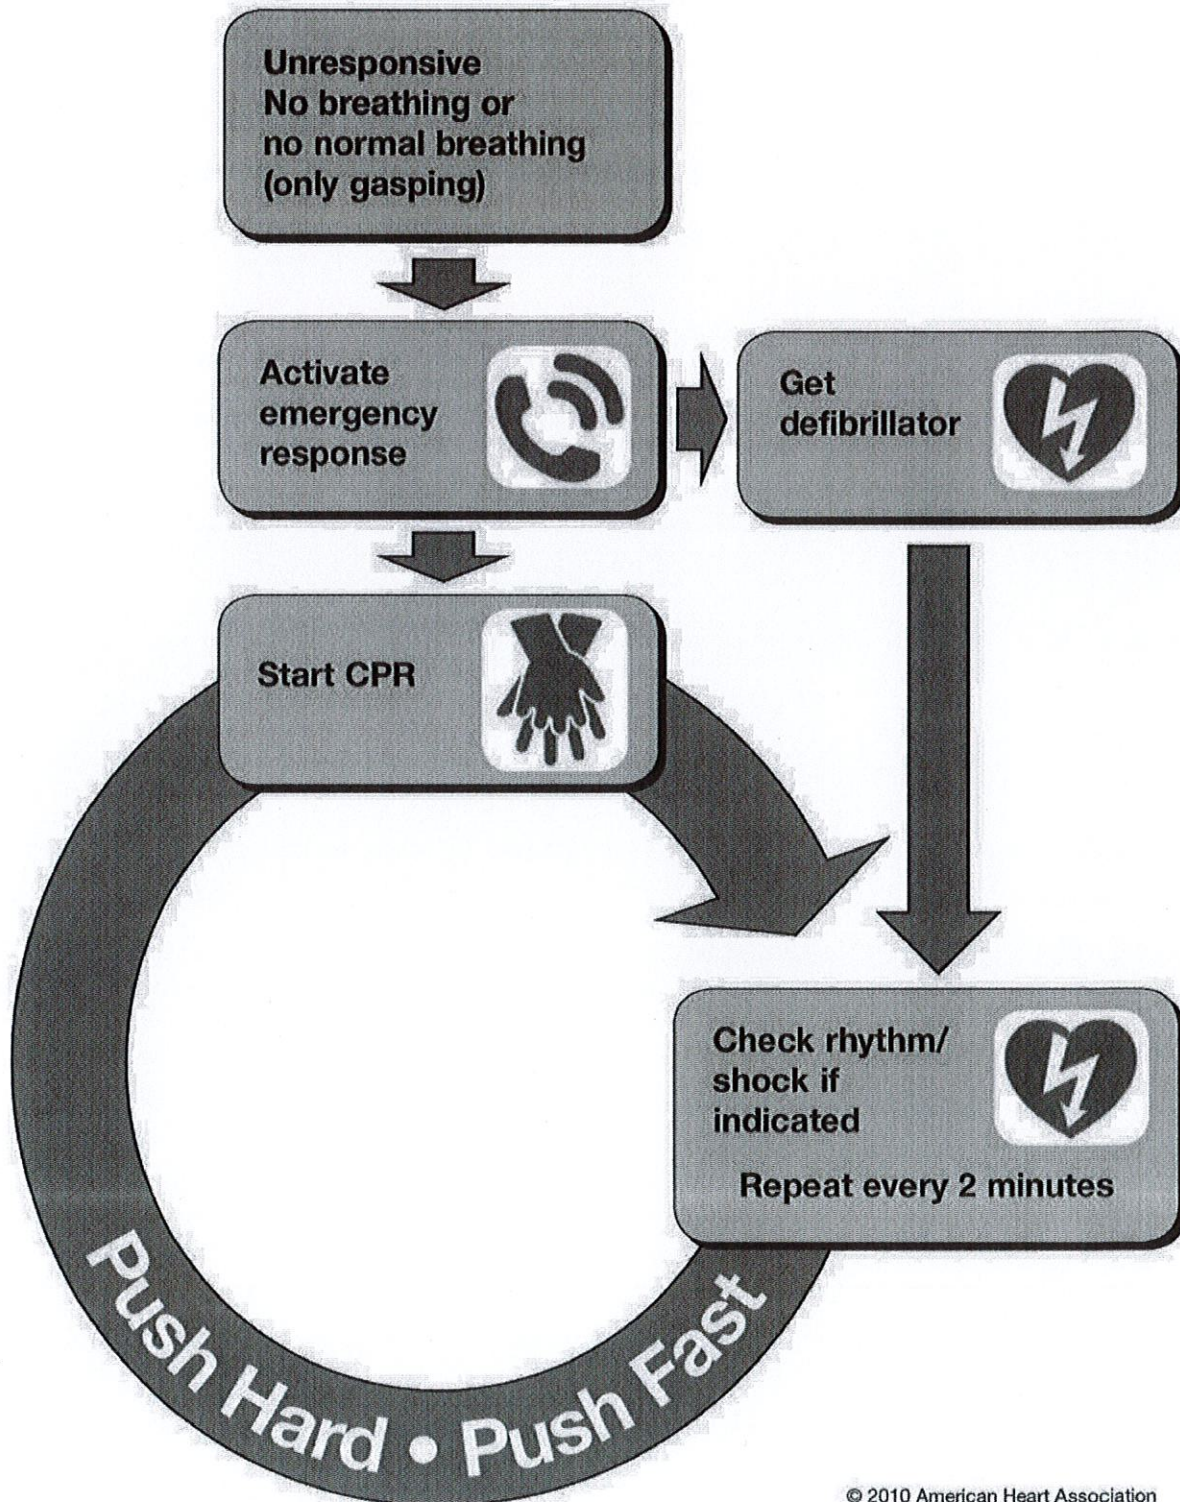 Unresponsive
No breathing or
no normal breathing
(only gasping)
Activate
emergency
response
Get
defibrillator
Start CPR
Check rhythm/
shock if
indicated
Repeat every 2 minutes
Push Hard • Push Fast
© 2010 American Heart Association